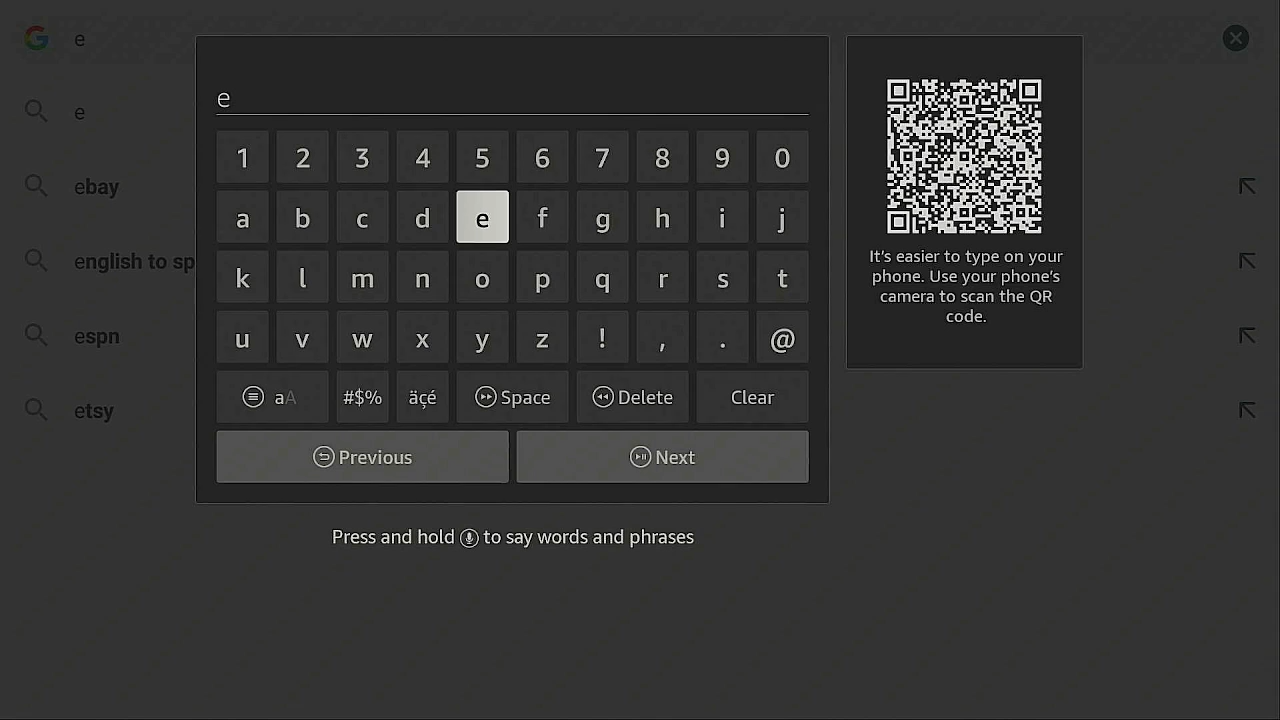 e
e
ebay
english to sp
espn
etsy
e
1 2 3 4 5 6 7 8 9 0
a b c d e f g h i j
k l m n o p q r s t
u v w x y z ! , . @
aA #$% äçé Space Delete Clear
Previous Next
Press and hold to say words and phrases
It's easier to type on your
phone. Use your phone's
camera to scan the QR
code.